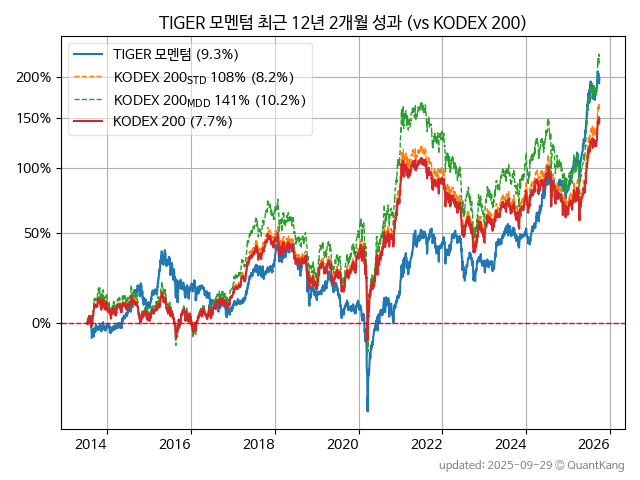 TIGER 모멘텀 최근 12년 2개월 성과 (vs KODEX 200)
TIGER 모멘텀 (9.3%)
KODEX 200STD 108% (8.2%)
KODEX 200MDD 141% (10.2%)
KODEX 200 (7.7%)
200%
150%
100%
50%
0%
2014 2016 2018 2020 2022 2024 2026
updated: 2025-09-29 © QuantKang